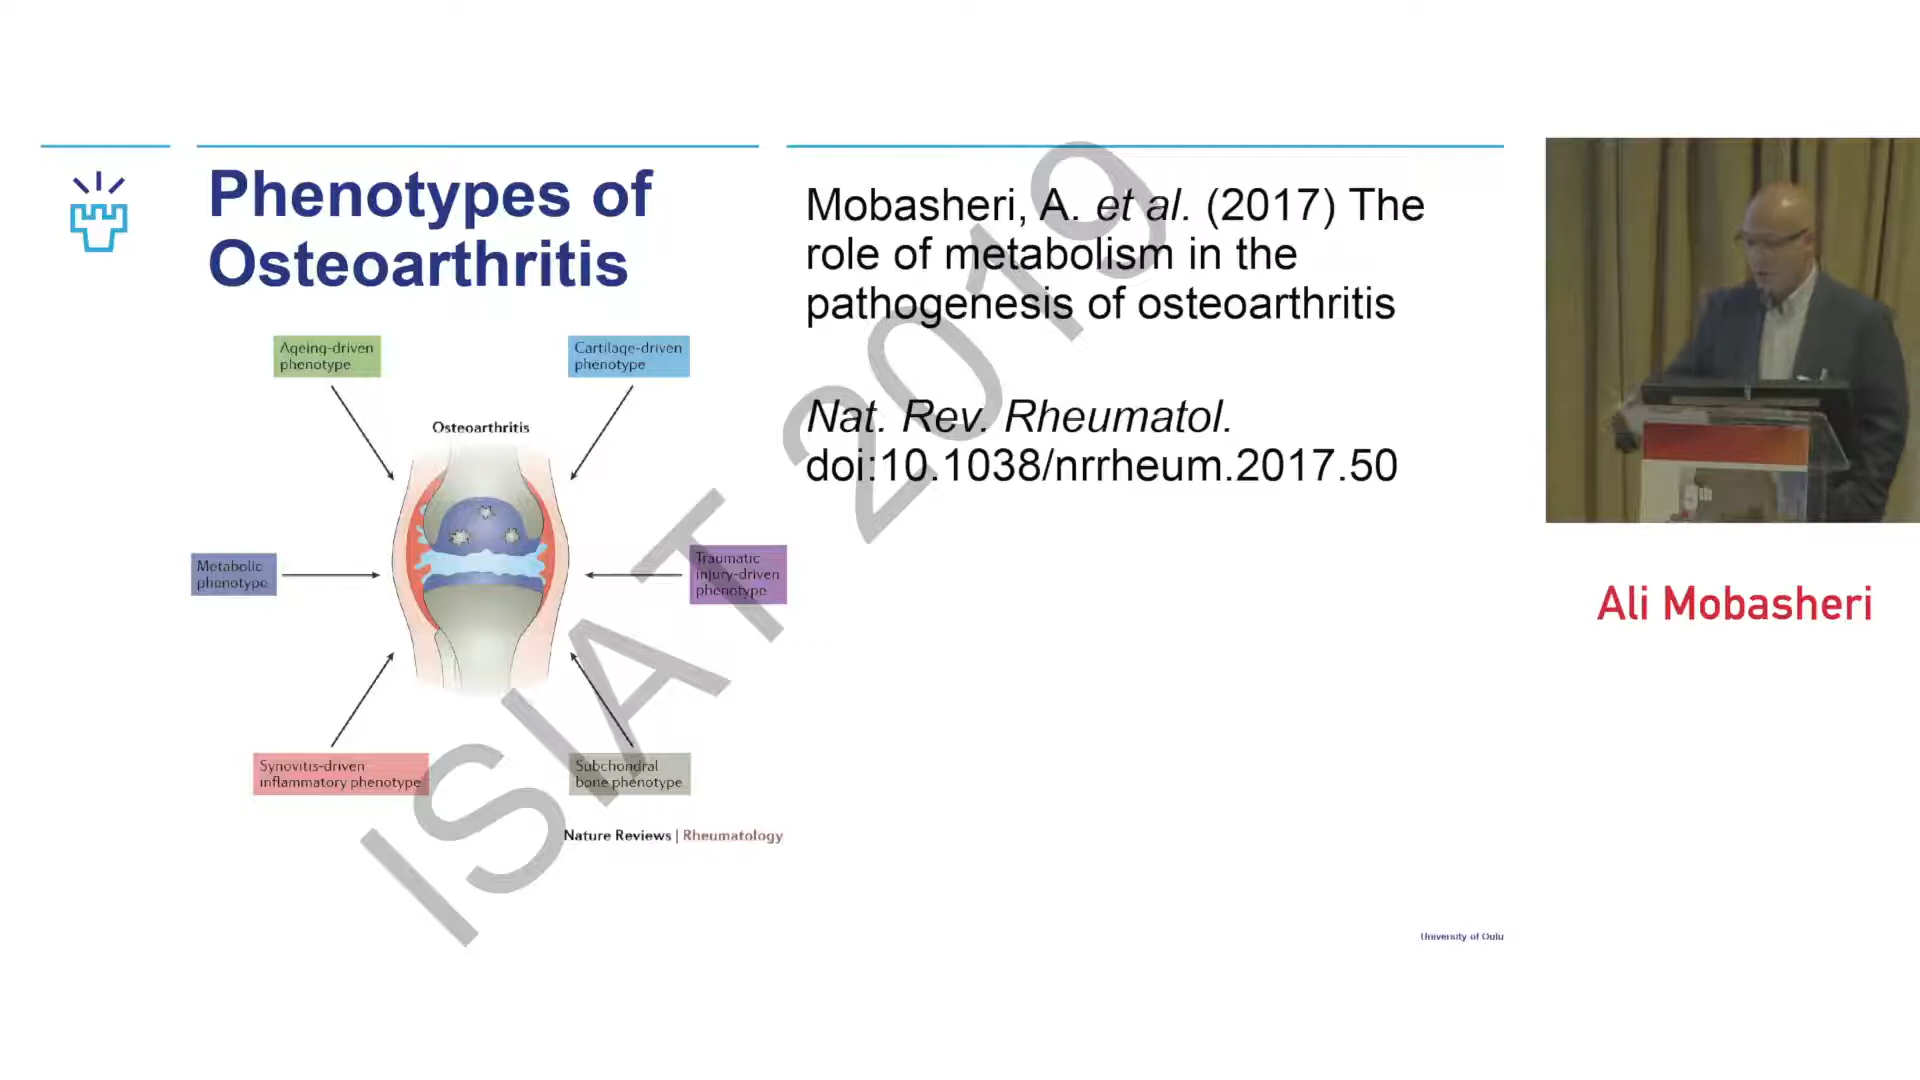 Phenotypes of
Osteoarthritis
Ageing-driven
phenotype
Cartilage-driven
phenotype
Osteoarthritis
Metabolic
phenotype
Traumatic
injury-driven
phenotype
Synovitis-driven
inflammatory phenotype
Subchondral
bone phenotype
Nature Reviews | Rheumatology
Mobasheri, A. et al. (2017) The
role of metabolism in the
pathogenesis of osteoarthritis
Nat. Rev. Rheumatol.
doi:10.1038/nrrheum.2017.50
ISIAT 2019
University of Oulu
Ali Mobasheri